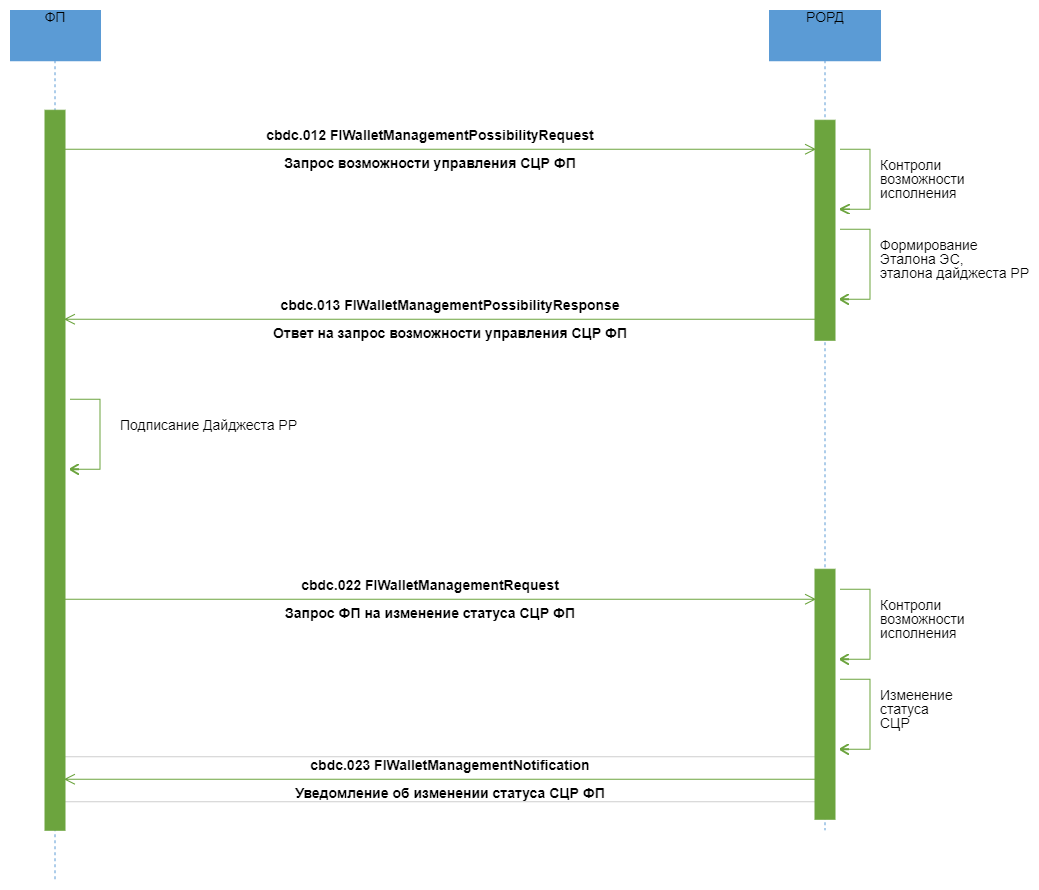 ФП
РОРД
cbdc.012 FIWalletManagementPossibilityRequest
Запрос возможности управления СЦР ФП
Контроли
возможности
исполнения
Формирование
Эталона ЭС,
эталона дайджеста РР
cbdc.013 FIWalletManagementPossibilityResponse
Ответ на запрос возможности управления СЦР ФП
Подписание Дайджеста РР
cbdc.022 FIWalletManagementRequest
Запрос ФП на изменение статуса СЦР ФП
Контроли
возможности
исполнения
Изменение
статуса
СЦР
cbdc.023 FIWalletManagementNotification
Уведомление об изменении статуса СЦР ФП